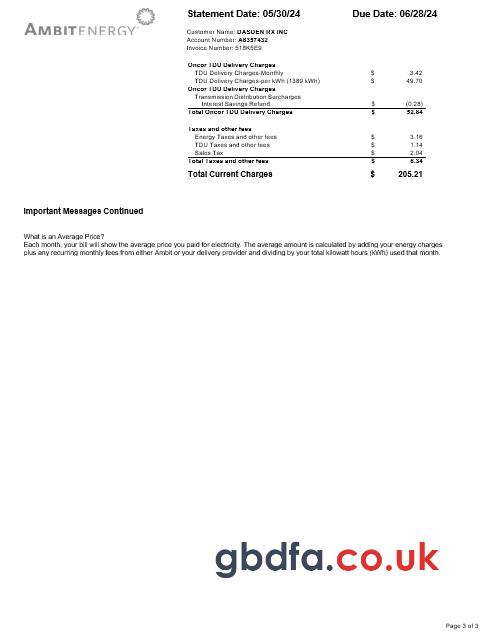 AMBITENERGY
Statement Date: 05/30/24 Due Date: 06/28/24
Customer Name: DASDEN RX INC
Account Number: A6357432
Invoice Number: 518K5E9
Oncor TDU Delivery Charges
TDU Delivery Charges-Monthly $ 3.42
TDU Delivery Charges-per kWh (1389 kWh) $ 49.70
Oncor TDU Delivery Charges
Transmission Distribution Surcharges
Interest Savings Refund $ (0.28)
Total Oncor TDU Delivery Charges $ 52.84
Taxes and other fees
Energy Taxes and other fees $ 3.16
TDU Taxes and other fees $ 1.14
Sales Tax $ 2.04
Total Taxes and other fees $ 6.34
Total Current Charges $ 205.21
Important Messages Continued
What is an Average Price?
Each month, your bill will show the average price you paid for electricity. The average amount is calculated by adding your energy charges
plus any recurring monthly fees from either Ambit or your delivery provider and dividing by your total kilowatt hours (kWh) used that month.
gbdfa.co.uk
Page 3 of 3